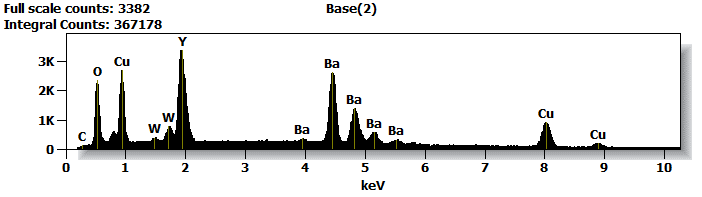 Full scale counts: 3382
Base(2)
Integral Counts: 367178
Y
O
Cu
Ba
3K
Ba
2K
W
Ba
Cu
1K
C
W
Ba
Ba
Cu
0
0
1
2
3
4
5
6
7
8
9
10
keV